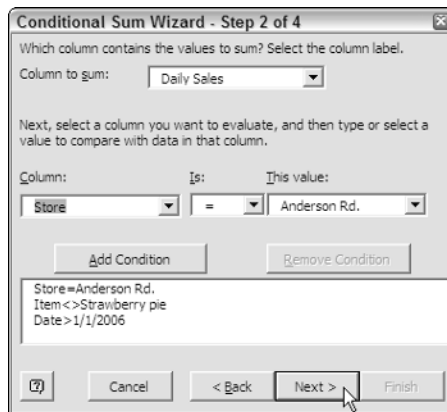 Conditional Sum Wizard - Step 2 of 4
Which column contains the values to sum? Select the column label.
Column to sum: Daily Sales
Next, select a column you want to evaluate, and then type or select a
value to compare with data in that column.
Column: Is: This value:
Store = Anderson Rd.
Add Condition Remove Condition
Store=Anderson Rd.
Item<>Strawberry pie
Date>1/1/2006
? Cancel < Back Next > Finish